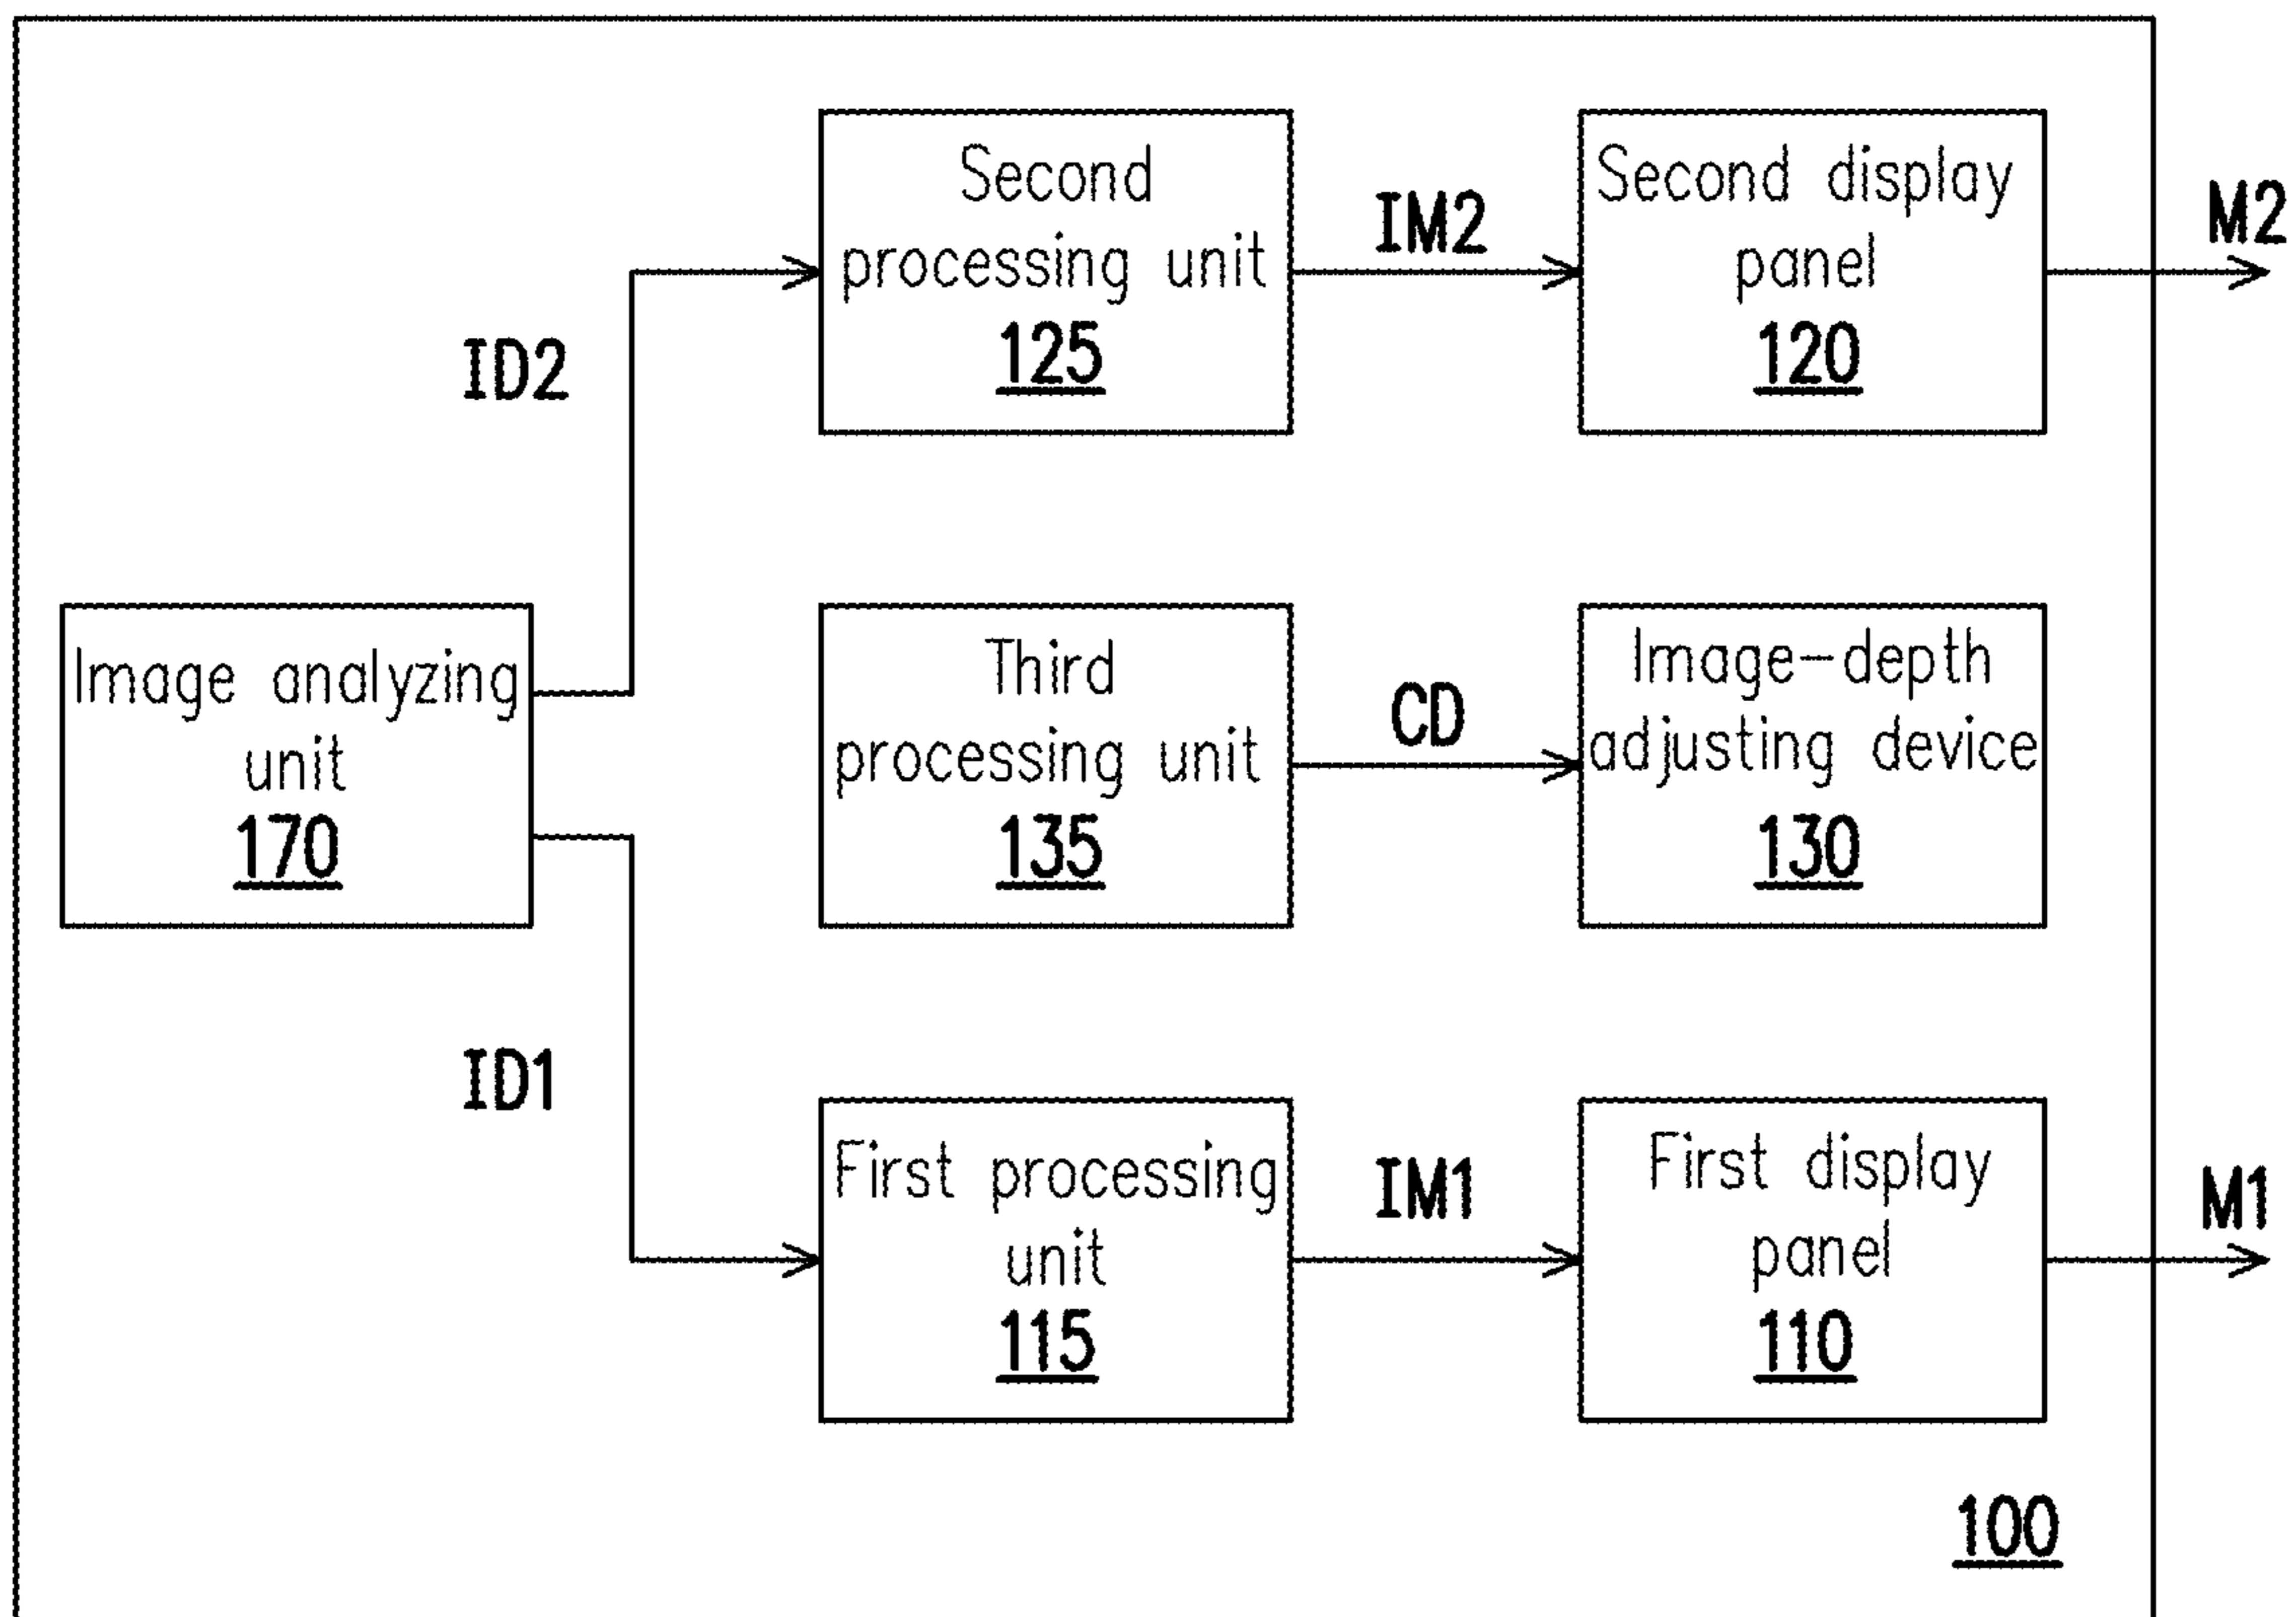 Second
processing unit
125
IM2
Second display
panel
120
M2
ID2
Image analyzing
unit
170
Third
processing unit
135
CD
Image-depth
adjusting device
130
ID1
First processing
unit
115
IM1
First display
panel
110
M1
100